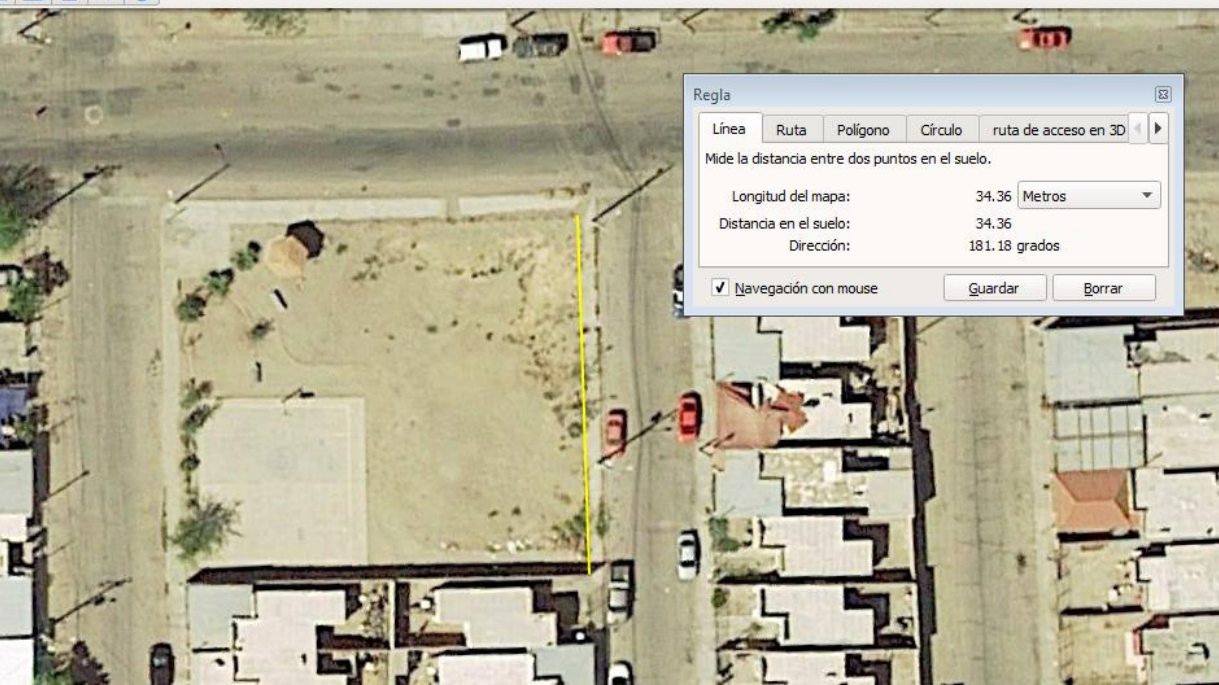 Regla
Línea Ruta Polígono Círculo ruta de acceso en 3D
Mide la distancia entre dos puntos en el suelo.
Longitud del mapa: 34.36 Metros
Distancia en el suelo: 34.36
Dirección: 181.18 grados
Navegación con mouse Guardar Borrar